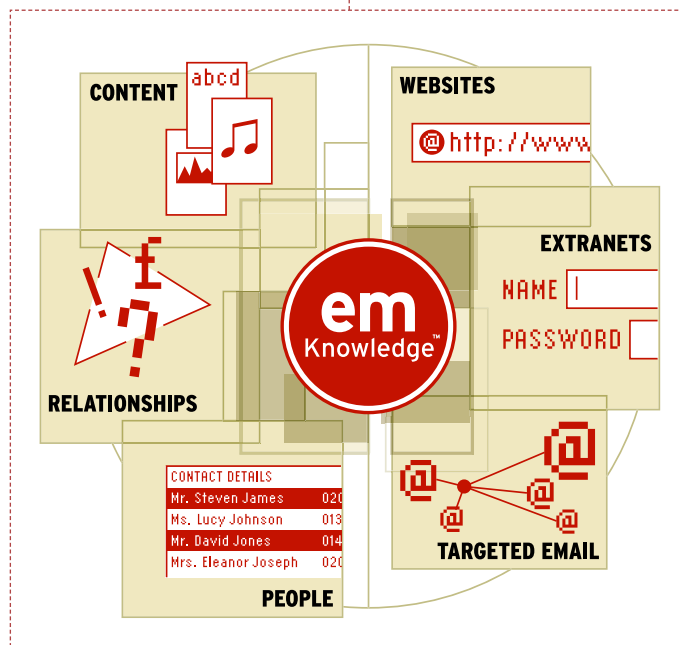 CONTENT
abcd
WEBSITES
@http://www
EXTRANETS
NAME
PASSWORD
em
Knowledge™
! £ ?
RELATIONSHIPS
CONTACT DETAILS
Mr. Steven James 020
Ms. Lucy Johnson 013
Mr. David Jones 014
Mrs. Eleanor Joseph 020
PEOPLE
@ @ @ @ @
TARGETED EMAIL